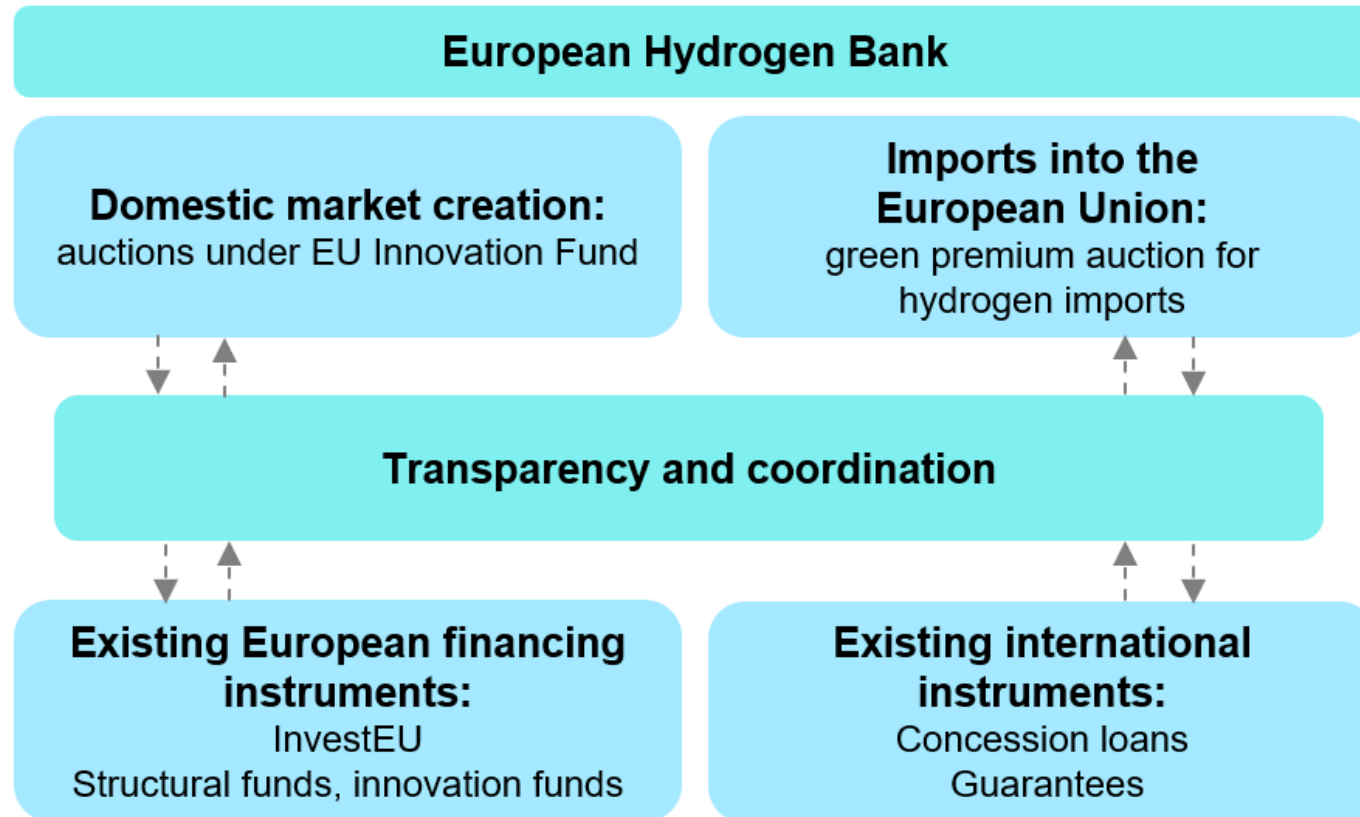 European Hydrogen Bank
Domestic market creation:
auctions under EU Innovation Fund
Imports into the
European Union:
green premium auction for
hydrogen imports
Transparency and coordination
Existing European financing
instruments:
InvestEU
Structural funds, innovation funds
Existing international
instruments:
Concession loans
Guarantees